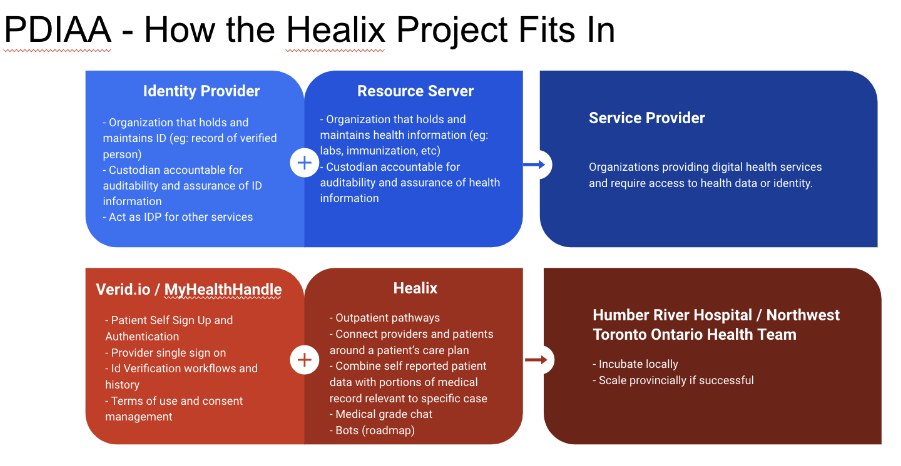 PDIAA - How the Healix Project Fits In
Identity Provider
- Organization that holds and
maintains ID (eg: record of verified
person)
- Custodian accountable for
auditability and assurance of ID
information
- Act as IDP for other services
Resource Server
- Organization that holds and
maintains health information (eg:
labs, immunization, etc)
- Custodian accountable for
auditability and assurance of health
information
Service Provider
Organizations providing digital health services
and require access to health data or identity.
Verid.io / MyHealthHandle
- Patient Self Sign Up and
Authentication
- Provider single sign on
- Id Verification workflows and
history
- Terms of use and consent
management
Healix
- Outpatient pathways
- Connect providers and patients
around a patient's care plan
- Combine self reported patient
data with portions of medical
record relevant to specific case
- Medical grade chat
- Bots (roadmap)
Humber River Hospital / Northwest
Toronto Ontario Health Team
- Incubate locally
- Scale provincially if successful